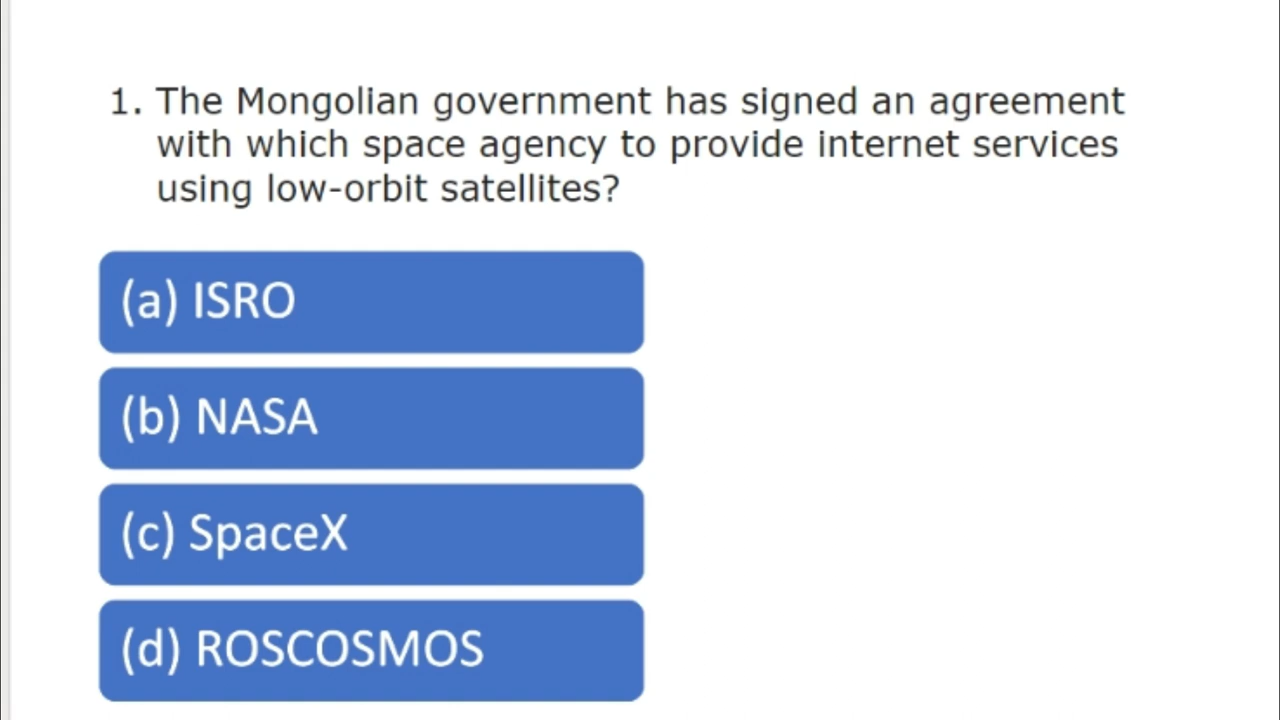 1. The Mongolian government has signed an agreement
with which space agency to provide internet services
using low-orbit satellites?
(a) ISRO
(b) NASA
(c) SpaceX
(d) ROSCOSMOS